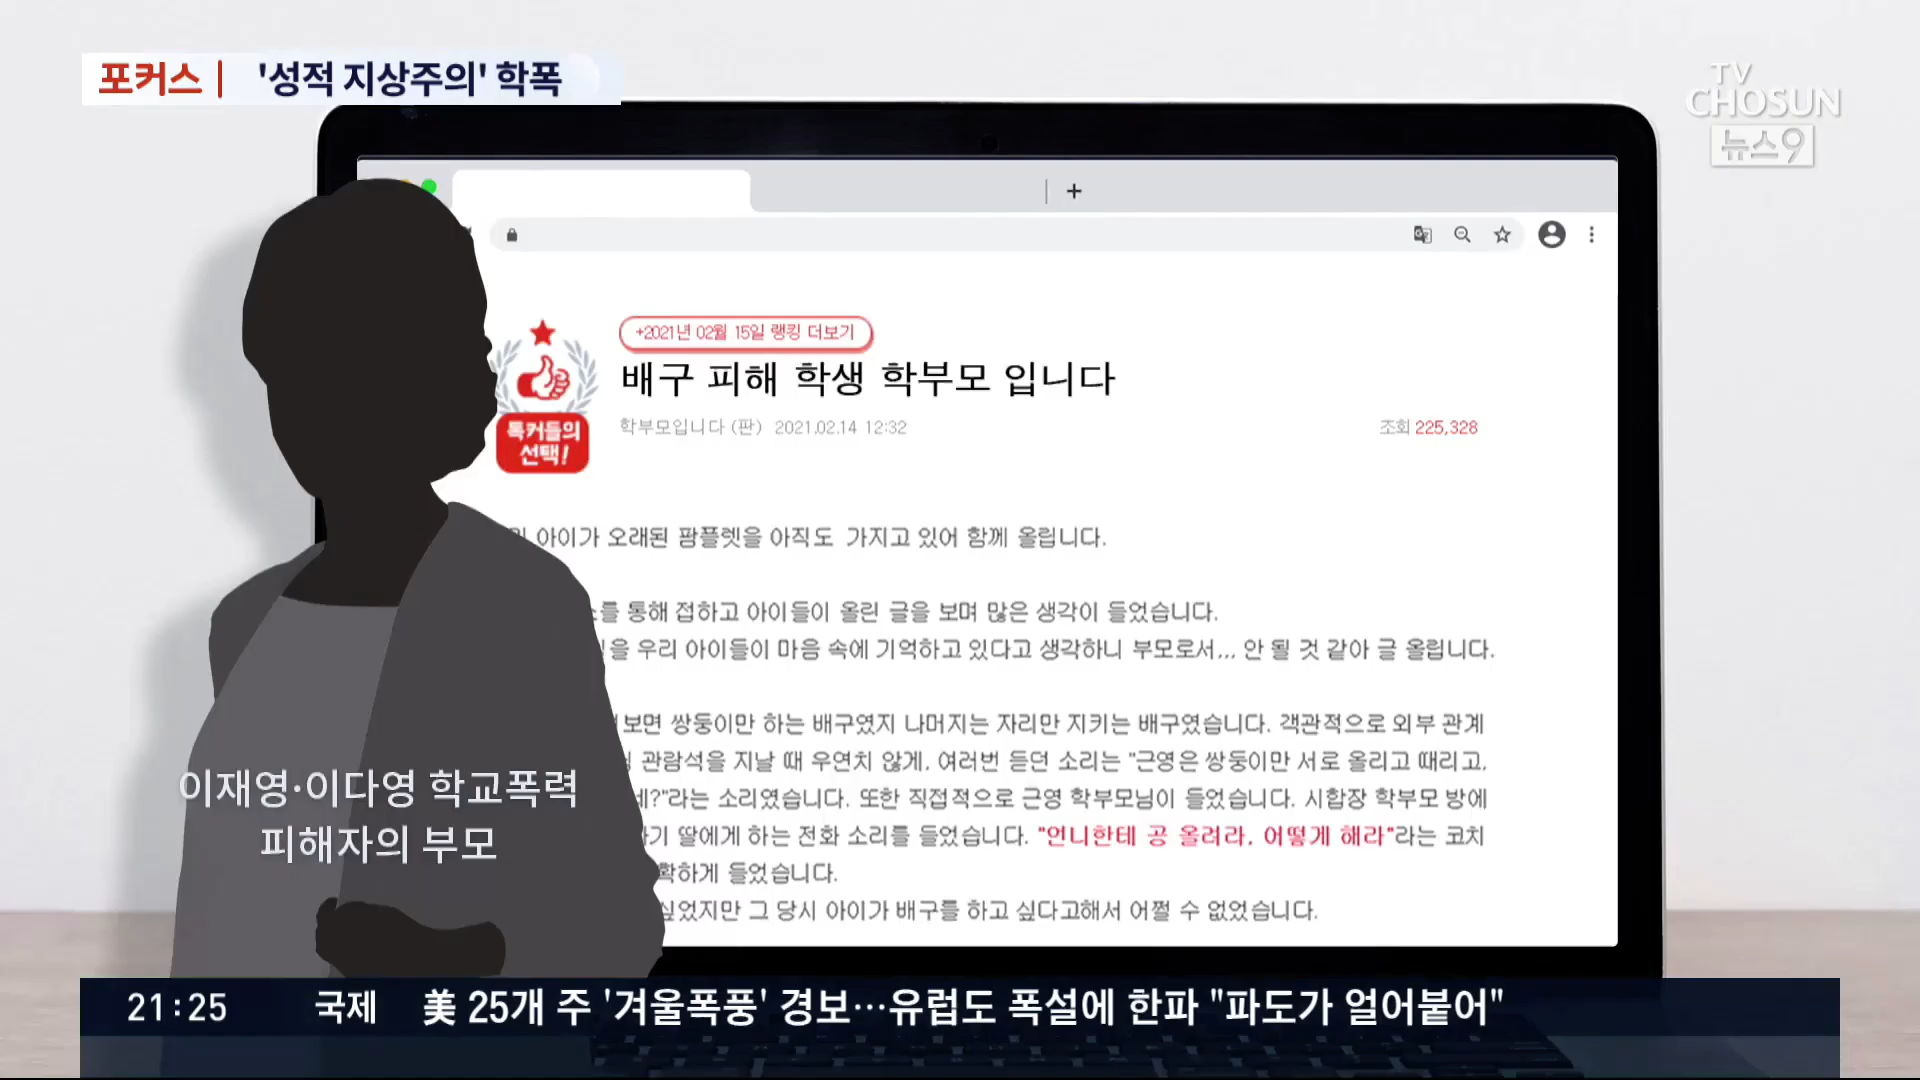 포커스 | '성적 지상주의' 학폭
TV
CHOSUN
뉴스9
+2021년 02월 15일 랭킹 더보기
배구 피해 학생 학부모 입니다
학부모입니다 (판) 2021.02.14 12:32
조회 225,328
톡커들의
선택!
아이가 오래된 팜플렛을 아직도 가지고 있어 함께 올립니다.
를 통해 접하고 아이들이 올린 글을 보며 많은 생각이 들었습니다.
을 우리 아이들이 마음 속에 기억하고 있다고 생각하니 부모로서... 안 될 것 같아 글 올립니다.
보면 쌍둥이만 하는 배구였지 나머지는 자리만 지키는 배구였습니다. 객관적으로 외부 관계
관람석을 지날 때 우연치 않게, 여러번 듣던 소리는 "근영은 쌍둥이만 서로 올리고 때리고,
네?"라는 소리였습니다. 또한 직접적으로 근영 학부모님이 들었습니다. 시합장 학부모 방에
딸에게 하는 전화 소리를 들었습니다. "언니한테 공 올려라, 어떻게 해라"라는 코치
확하게 들었습니다.
싶었지만 그 당시 아이가 배구를 하고 싶다고해서 어쩔 수 없었습니다.
이재영·이다영 학교폭력
피해자의 부모
21:25 국제 美 25개 주 '겨울폭풍' 경보…유럽도 폭설에 한파 "파도가 얼어붙어"